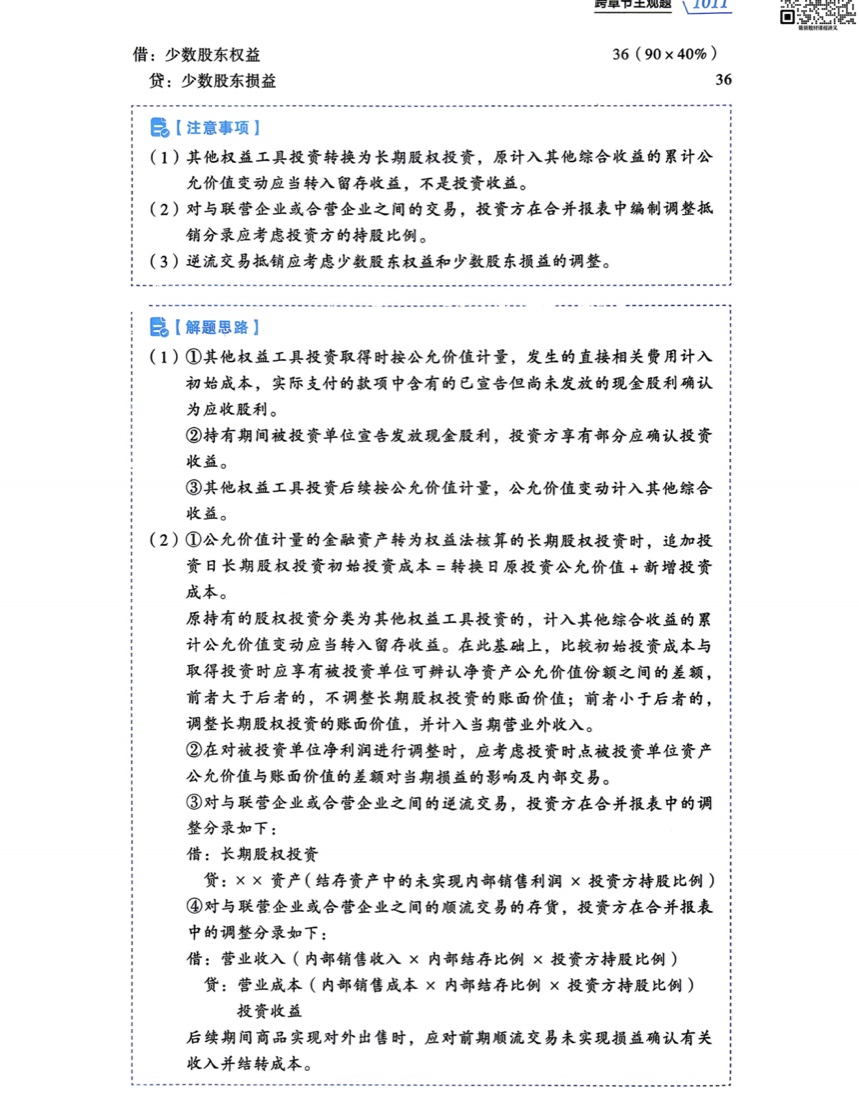 跨章节主观题 1011
借：少数股东权益 36（90×40%）
贷：少数股东损益 36
【注意事项】
（1）其他权益工具投资转换为长期股权投资，原计入其他综合收益的累计公
允价值变动应当转入留存收益，不是投资收益。
（2）对与联营企业或合营企业之间的交易，投资方在合并报表中编制调整抵
销分录应考虑投资方的持股比例。
（3）逆流交易抵销应考虑少数股东权益和少数股东损益的调整。
【解题思路】
（1）①其他权益工具投资取得时按公允价值计量，发生的直接相关费用计入
初始成本，实际支付的款项中含有的已宣告但尚未发放的现金股利确认
为应收股利。
②持有期间被投资单位宣告发放现金股利，投资方享有部分应确认投资
收益。
③其他权益工具投资后续按公允价值计量，公允价值变动计入其他综合
收益。
（2）①公允价值计量的金融资产转为权益法核算的长期股权投资时，追加投
资日长期股权投资初始投资成本=转换日原投资公允价值+新增投资
成本。
原持有的股权投资分类为其他权益工具投资的，计入其他综合收益的累
计公允价值变动应当转入留存收益。在此基础上，比较初始投资成本与
取得投资时应享有被投资单位可辨认净资产公允价值份额之间的差额，
前者大于后者的，不调整长期股权投资的账面价值；前者小于后者的，
调整长期股权投资的账面价值，并计入当期营业外收入。
②在对被投资单位净利润进行调整时，应考虑投资时点被投资单位资产
公允价值与账面价值的差额对当期损益的影响及内部交易。
③对与联营企业或合营企业之间的逆流交易，投资方在合并报表中的调
整分录如下：
借：长期股权投资
贷：××资产（结存资产中的未实现内部销售利润×投资方持股比例）
④对与联营企业或合营企业之间的顺流交易的存货，投资方在合并报表
中的调整分录如下：
借：营业收入（内部销售收入×内部结存比例×投资方持股比例）
贷：营业成本（内部销售成本×内部结存比例×投资方持股比例）
投资收益
后续期间商品实现对外出售时，应对前期顺流交易未实现损益确认有关
收入并结转成本。